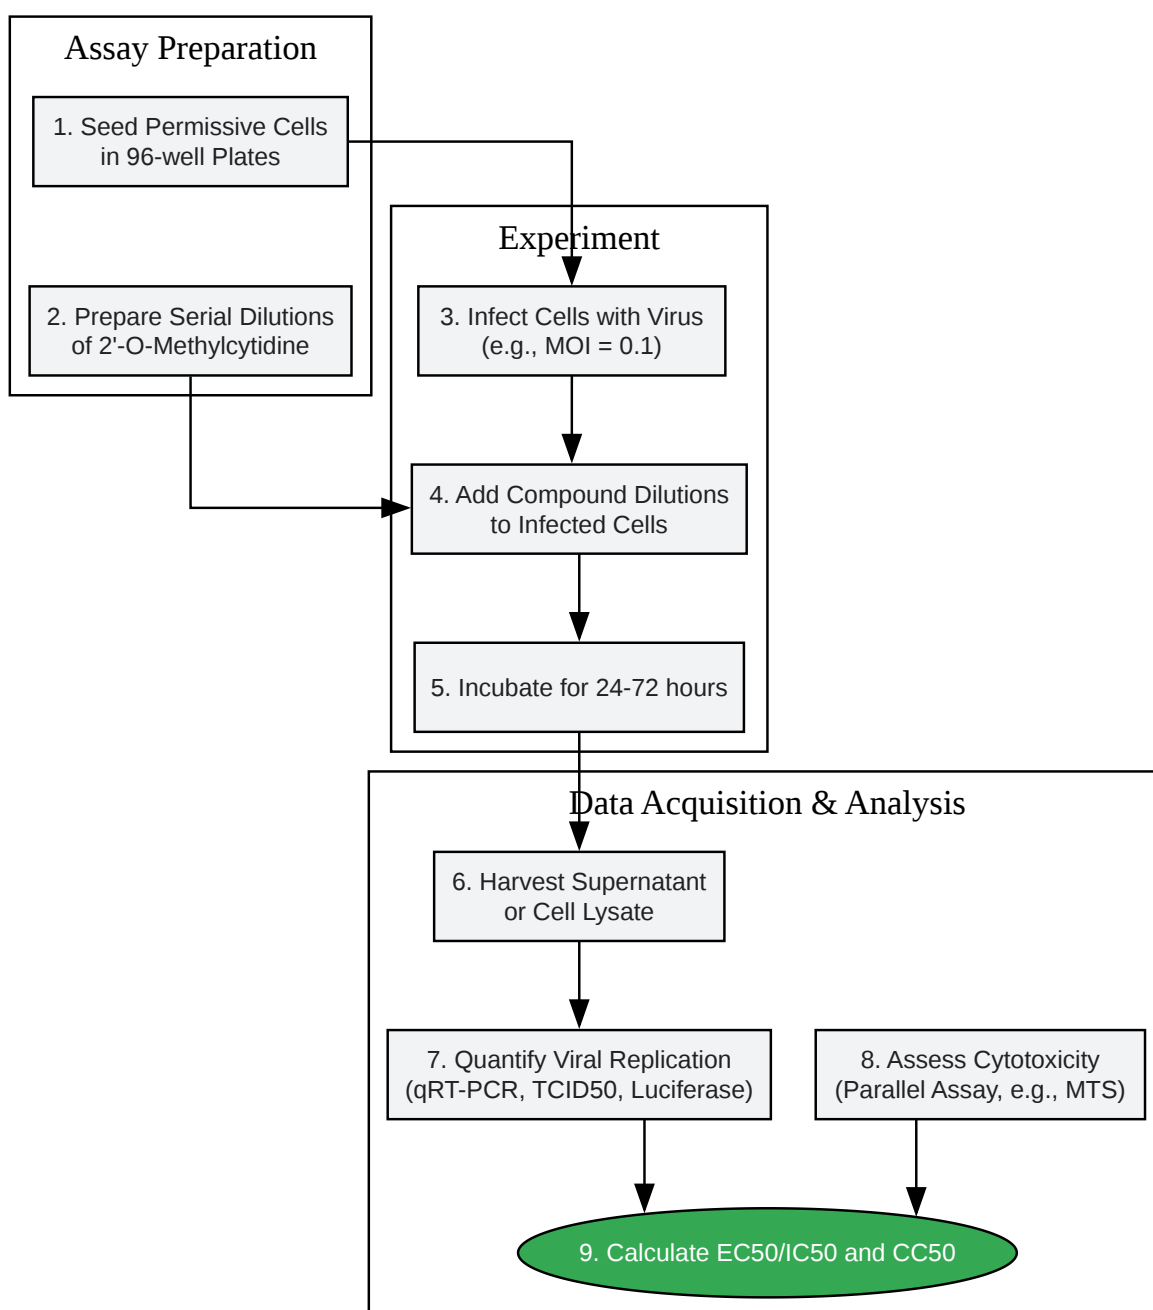 Assay Preparation
1. Seed Permissive Cells
in 96-well Plates
2. Prepare Serial Dilutions
of 2'-O-Methylcytidine
Experiment
3. Infect Cells with Virus
(e.g., MOI = 0.1)
4. Add Compound Dilutions
to Infected Cells
5. Incubate for 24-72 hours
Data Acquisition & Analysis
6. Harvest Supernatant
or Cell Lysate
7. Quantify Viral Replication
(qRT-PCR, TCID50, Luciferase)
8. Assess Cytotoxicity
(Parallel Assay, e.g., MTS)
9. Calculate EC50/IC50 and CC50